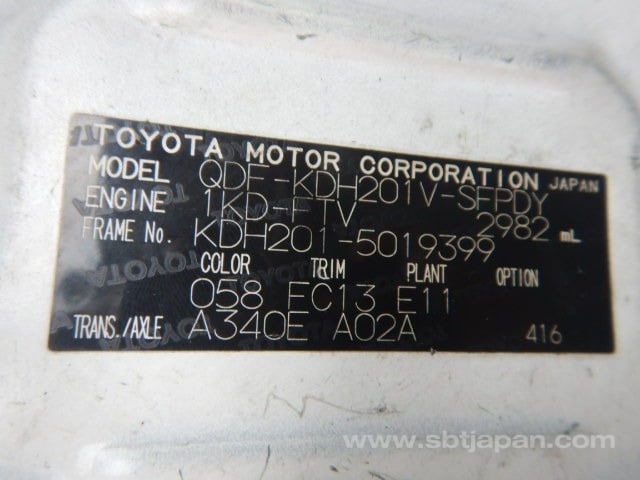 TOYOTA MOTOR CORPORATION JAPAN
MODEL QDF-KDH201V-SFPDY
ENGINE 1KD-FTV 2982 mL
FRAME No. KDH201-5019399
COLOR TRIM PLANT OPTION
058 FC13 E11
TRANS./AXLE A340E A02A 416
www.sbtjapan.com